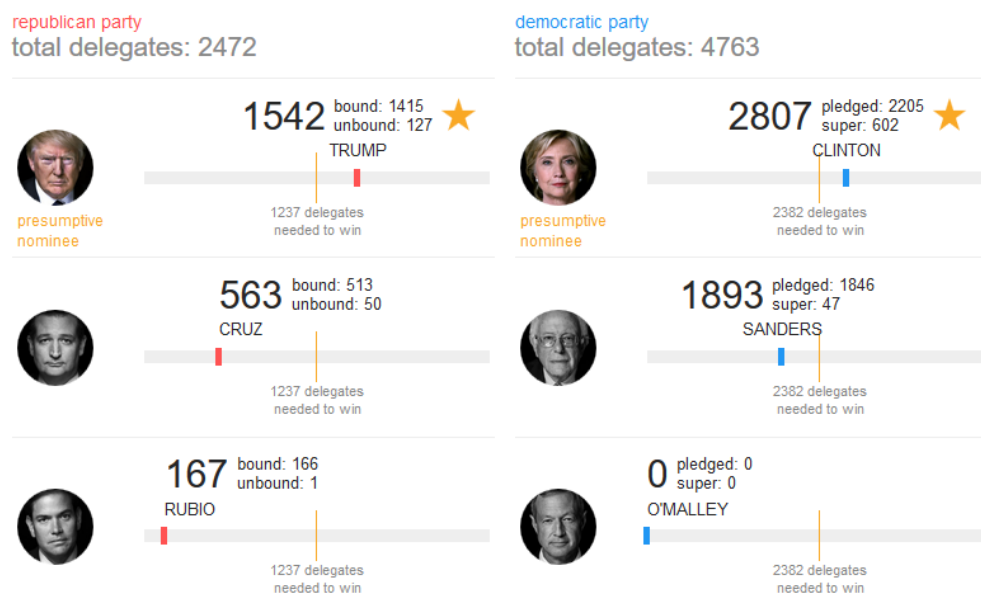 republican party
total delegates: 2472
1542
bound: 1415
unbound: 127
TRUMP
presumptive
nominee
1237 delegates
needed to win
563
bound: 513
unbound: 50
CRUZ
1237 delegates
needed to win
167
bound: 166
unbound: 1
RUBIO
1237 delegates
needed to win
democratic party
total delegates: 4763
2807
pledged: 2205
super: 602
CLINTON
presumptive
nominee
2382 delegates
needed to win
1893
pledged: 1846
super: 47
SANDERS
2382 delegates
needed to win
0
pledged: 0
super: 0
O'MALLEY
2382 delegates
needed to win